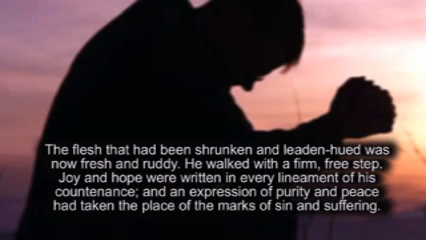 The flesh that had been shrunken and leaden-hued was
now fresh and ruddy. He walked with a firm, free step.
Joy and hope were written in every lineament of his
countenance; and an expression of purity and peace
had taken the place of the marks of sin and suffering.